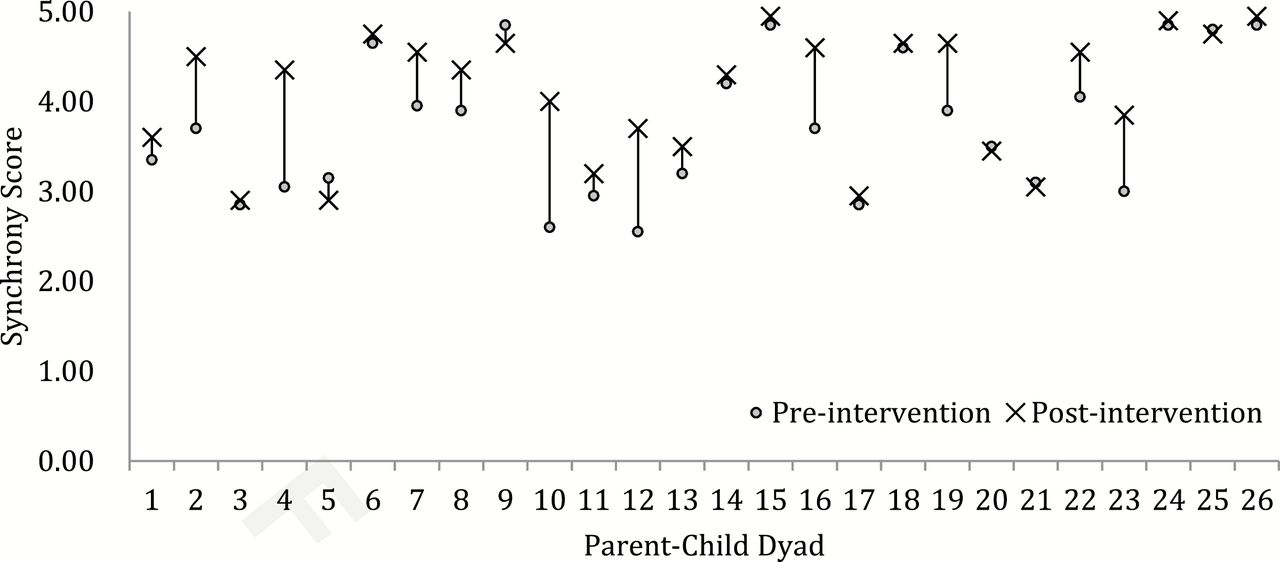 5.00
4.00
3.00
2.00
1.00
0.00
Synchrony Score
Pre-intervention Post-intervention
1 2 3 4 5 6 7 8 9 10 11 12 13 14 15 16 17 18 19 20 21 22 23 24 25 26
F
Parent-Child Dyad